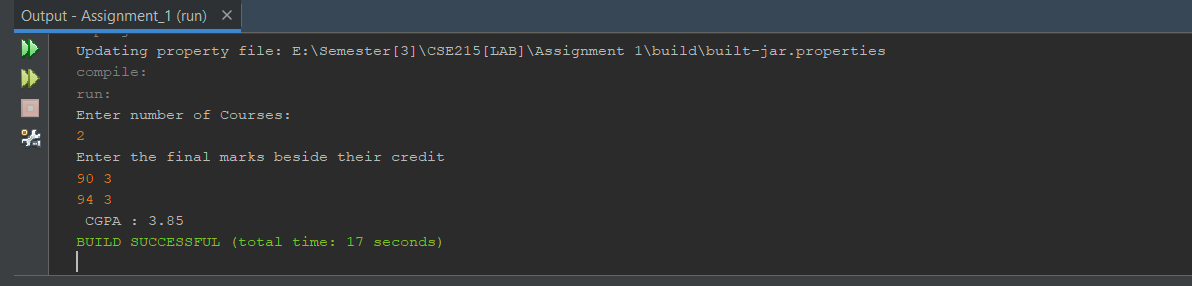 Output - Assignment_1 (run) ×
Updating property file: E:\Semester[3]\CSE215[LAB]\Assignment 1\build\built-jar.properties
compile:
run:
Enter number of Courses:
2
Enter the final marks beside their credit
90 3
94 3
CGPA : 3.85
BUILD SUCCESSFUL (total time: 17 seconds)